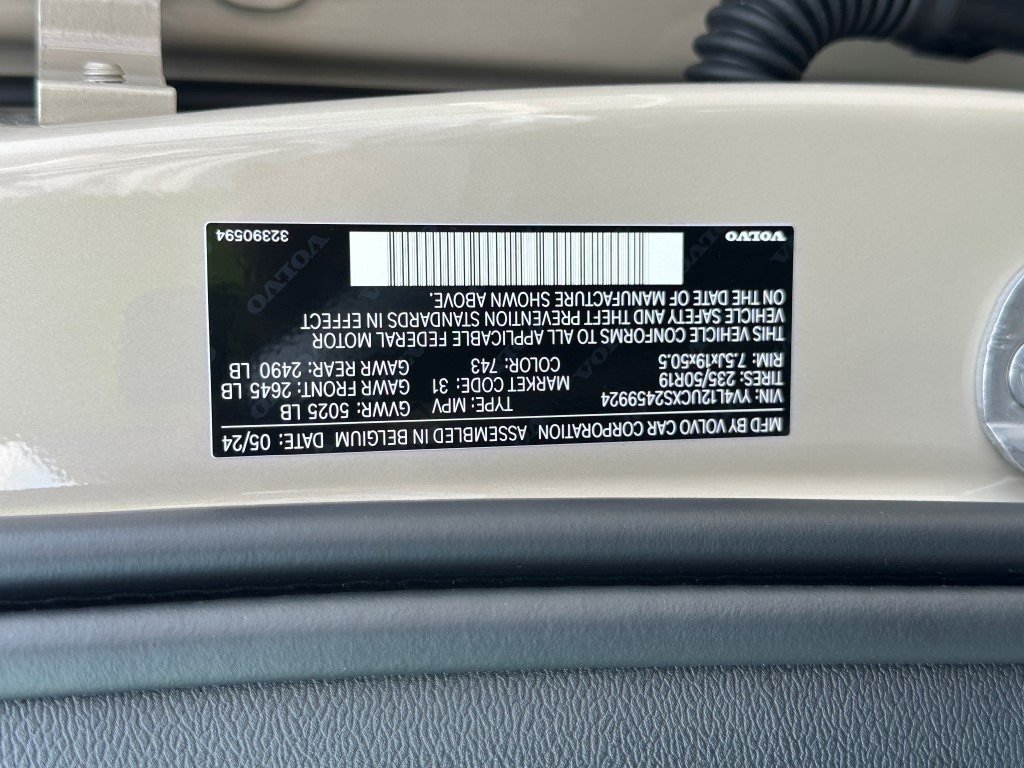 MFD BY VOLVO CAR CORPORATION ASSEMBLED IN BELGIUM DATE: 05/24
VIN: YV4L12UCXS2459924 TYPE: MPV GVWR: 5025 LB
TIRES: 235/50R19 MARKET CODE: 31 GAWR FRONT: 2645 LB
RIM: 7.5Jx19x50.5 COLOR: 743 GAWR REAR: 2490 LB
THIS VEHICLE CONFORMS TO ALL APPLICABLE FEDERAL MOTOR
VEHICLE SAFETY AND THEFT PREVENTION STANDARDS IN EFFECT
ON THE DATE OF MANUFACTURE SHOWN ABOVE.
VOLVO 32390594